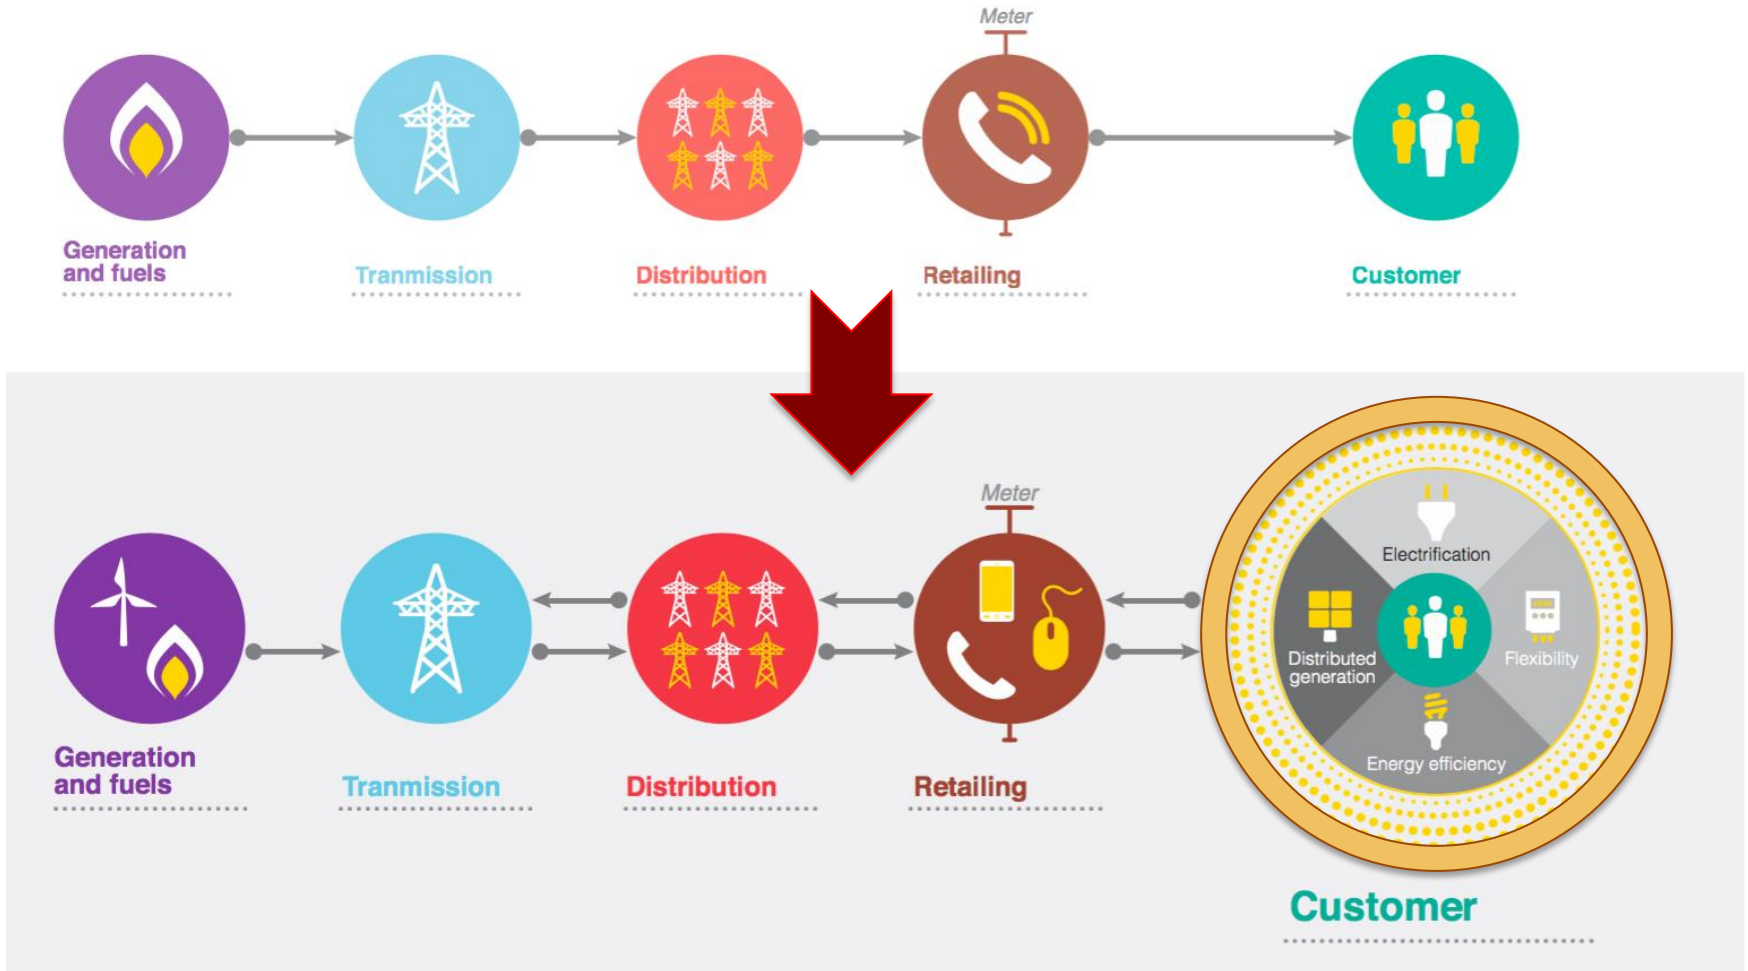 Meter
Generation
and fuels
Tranmission
Distribution
Retailing
Customer
Meter
Electrification
Distributed
generation
Flexibility
Energy efficiency
Generation
and fuels
Tranmission
Distribution
Retailing
Customer